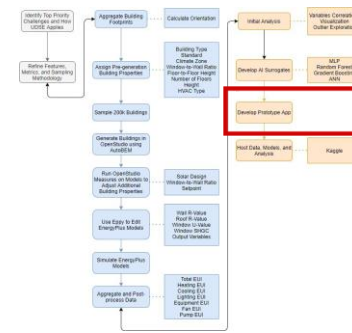 Identify Top Priority
Challenges and How
UDBE Applies
Refine Features,
Metrics, and Sampling
Methodology
Aggregate Building
Footprints
Calculate Orientation
Assign Pre-generation
Building Properties
Building Type
Standard
Climate Zone
Window-to-Wall Ratio
Floor-to-Floor Height
Number of Floors
Height
HVAC Type
Sample 200k Buildings
Generate Buildings in
OpenStudio using
AutoBEM
Run OpenStudio
Measures on Models to
Adjust Additional
Building Properties
Solar Design
Window-to-Wall Ratio
Setpoint
Use Eppy to Edit
EnergyPlus Models
Wall R-Value
Roof R-Value
Window U-Value
Window SHGC
Output Variables
Simulate EnergyPlus
Models
Aggregate and Post-
process Data
Total EUI
Heating EUI
Cooling EUI
Lighting EUI
Equipment EUI
Fan EUI
Pump EUI
Initial Analysis
Variables Correlation
Visualization
Outlier Exploration
Develop AI Surrogates
MLP
Random Forest
Gradient Boosting
ANN
Develop Prototype App
Host Data, Models, and
Analysis
Kaggle